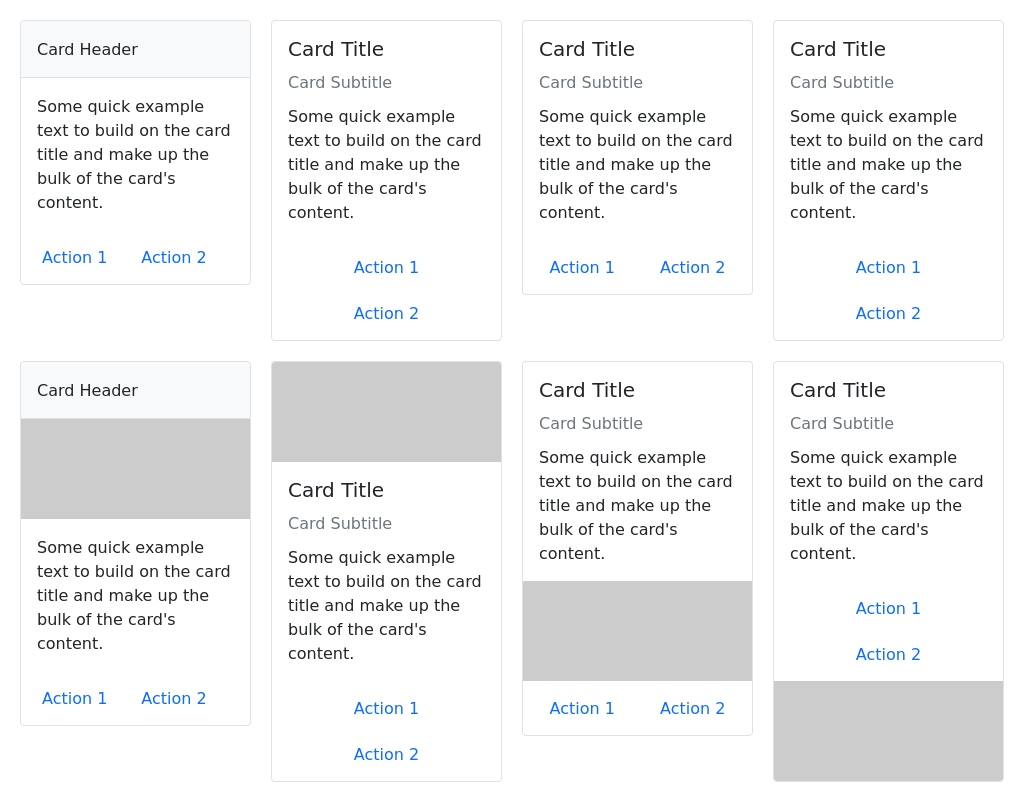 Card Header
Some quick example
text to build on the card
title and make up the
bulk of the card's
content.
Action 1 Action 2
Card Title
Card Subtitle
Some quick example
text to build on the card
title and make up the
bulk of the card's
content.
Action 1
Action 2
Card Title
Card Subtitle
Some quick example
text to build on the card
title and make up the
bulk of the card's
content.
Action 1 Action 2
Card Title
Card Subtitle
Some quick example
text to build on the card
title and make up the
bulk of the card's
content.
Action 1
Action 2
Card Header
Some quick example
text to build on the card
title and make up the
bulk of the card's
content.
Action 1 Action 2
Card Title
Card Subtitle
Some quick example
text to build on the card
title and make up the
bulk of the card's
content.
Action 1
Action 2
Card Title
Card Subtitle
Some quick example
text to build on the card
title and make up the
bulk of the card's
content.
Action 1 Action 2
Card Title
Card Subtitle
Some quick example
text to build on the card
title and make up the
bulk of the card's
content.
Action 1
Action 2